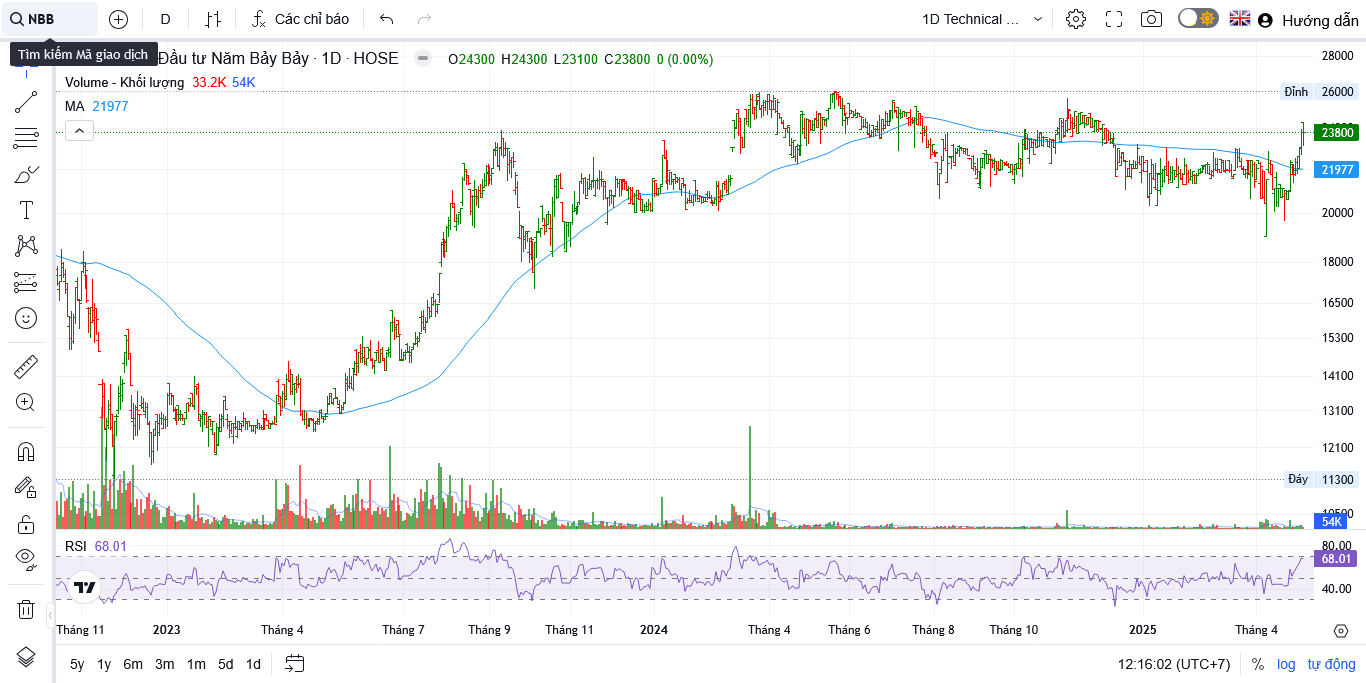 NBB D Các chỉ báo 1D Technical ... Hướng dẫn
Tìm kiếm Mã giao dịch
Đầu tư Năm Bảy Bảy · 1D · HOSE O24300 H24300 L23100 C23800 0 (0.00%)
Volume - Khối lượng 33.2K 54K
MA 21977
28000
Đỉnh 26000
23800
21977
20000
18000
16500
15300
14100
13100
12100
Đáy 11300
10500
54K
RSI 68.01
80.00
68.01
40.00
Tháng 11 2023 Tháng 4 Tháng 7 Tháng 9 Tháng 11 2024 Tháng 4 Tháng 6 Tháng 8 Tháng 10 2025 Tháng 4
5y 1y 6m 3m 1m 5d 1d 12:16:02 (UTC+7) % log tự động